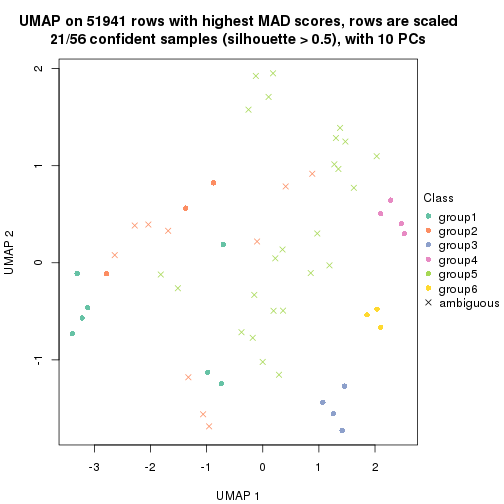 UMAP on 51941 rows with highest MAD scores, rows are scaled
21/56 confident samples (silhouette > 0.5), with 10 PCs
2
1
0
-1
UMAP 2
-3
-2
-1
0
1
2
UMAP 1
Class
group1
group2
group3
group4
group5
group6
ambiguous